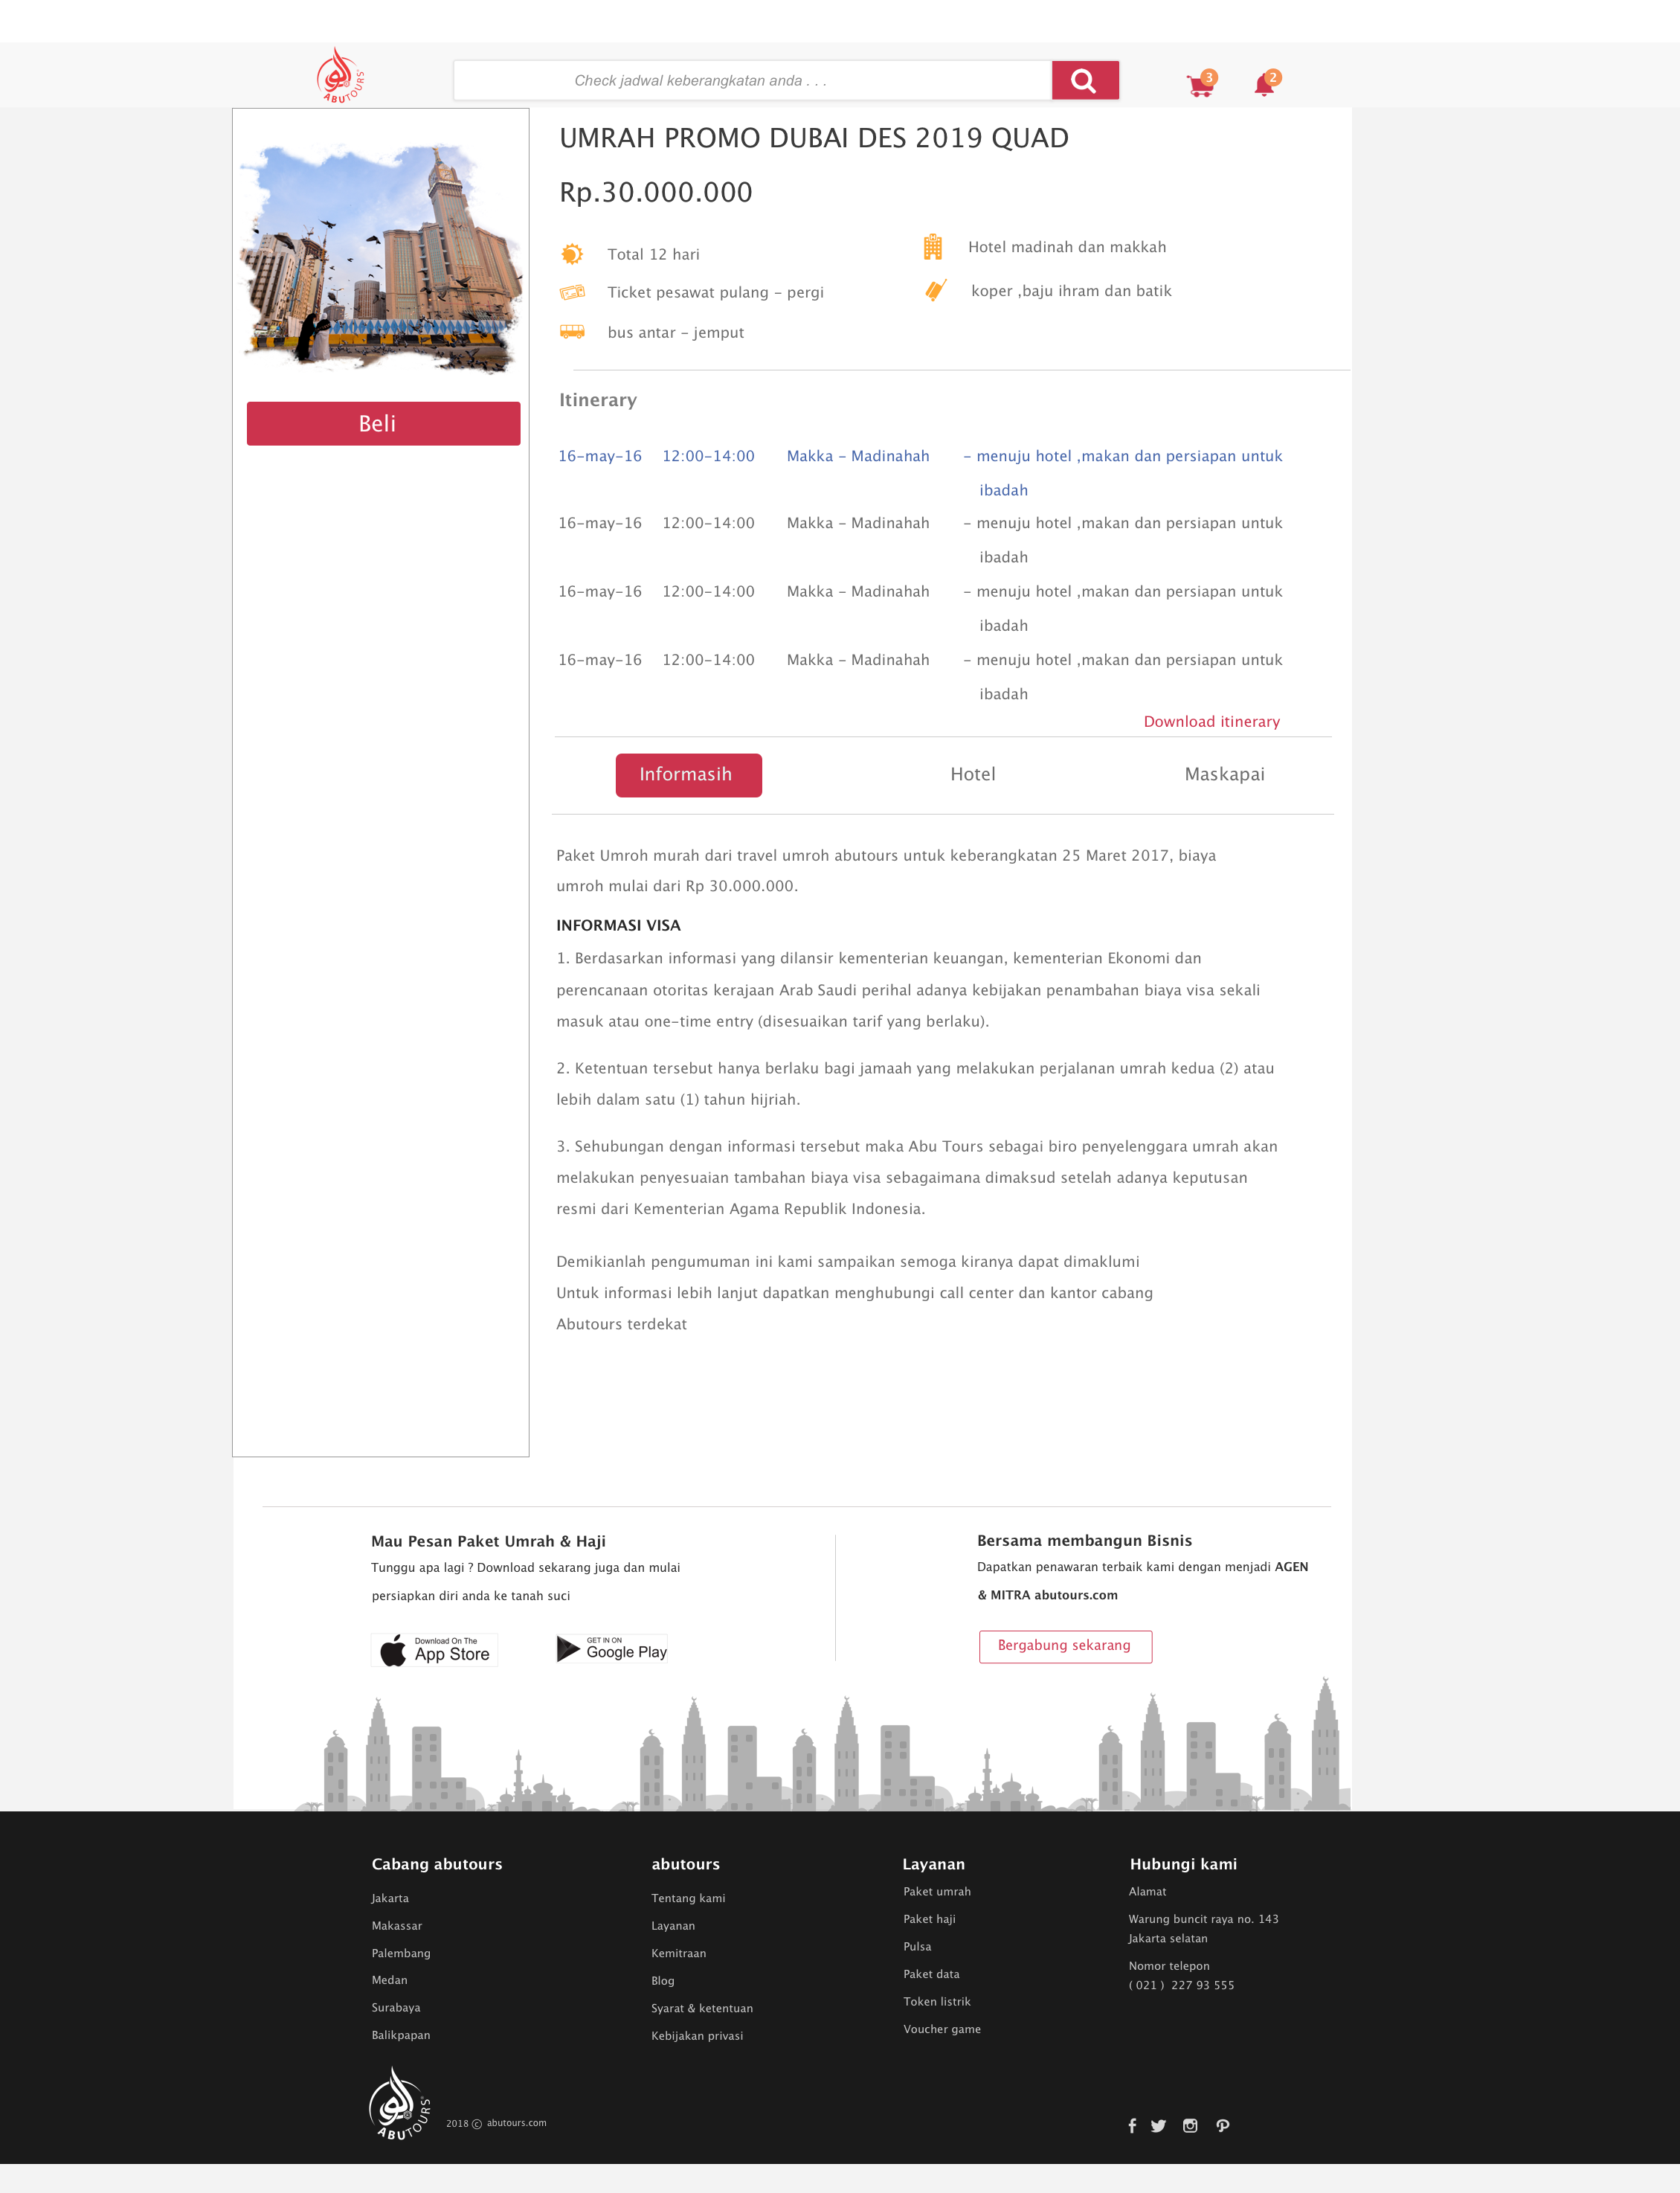 ABUTOURS
Check jadwal keberangkatan anda . . .
3
2
UMRAH PROMO DUBAI DES 2019 QUAD
Rp.30.000.000
Total 12 hari
Hotel madinah dan makkah
Ticket pesawat pulang - pergi
koper ,baju ihram dan batik
bus antar - jemput
Beli
Itinerary
16-may-16 12:00-14:00 Makka - Madinahah - menuju hotel ,makan dan persiapan untuk
ibadah
16-may-16 12:00-14:00 Makka - Madinahah - menuju hotel ,makan dan persiapan untuk
ibadah
16-may-16 12:00-14:00 Makka - Madinahah - menuju hotel ,makan dan persiapan untuk
ibadah
16-may-16 12:00-14:00 Makka - Madinahah - menuju hotel ,makan dan persiapan untuk
ibadah
Download itinerary
Informasih Hotel Maskapai
Paket Umroh murah dari travel umroh abutours untuk keberangkatan 25 Maret 2017, biaya
umroh mulai dari Rp 30.000.000.
INFORMASI VISA
1. Berdasarkan informasi yang dilansir kementerian keuangan, kementerian Ekonomi dan
perencanaan otoritas kerajaan Arab Saudi perihal adanya kebijakan penambahan biaya visa sekali
masuk atau one-time entry (disesuaikan tarif yang berlaku).
2. Ketentuan tersebut hanya berlaku bagi jamaah yang melakukan perjalanan umrah kedua (2) atau
lebih dalam satu (1) tahun hijriah.
3. Sehubungan dengan informasi tersebut maka Abu Tours sebagai biro penyelenggara umrah akan
melakukan penyesuaian tambahan biaya visa sebagaimana dimaksud setelah adanya keputusan
resmi dari Kementerian Agama Republik Indonesia.
Demikianlah pengumuman ini kami sampaikan semoga kiranya dapat dimaklumi
Untuk informasi lebih lanjut dapatkan menghubungi call center dan kantor cabang
Abutours terdekat
Mau Pesan Paket Umrah & Haji
Tunggu apa lagi ? Download sekarang juga dan mulai
persiapkan diri anda ke tanah suci
Download On The
App Store
GET IN ON
Google Play
Bersama membangun Bisnis
Dapatkan penawaran terbaik kami dengan menjadi AGEN
& MITRA abutours.com
Bergabung sekarang
Cabang abutours
Jakarta
Makassar
Palembang
Medan
Surabaya
Balikpapan
abutours
Tentang kami
Layanan
Kemitraan
Blog
Syarat & ketentuan
Kebijakan privasi
Layanan
Paket umrah
Paket haji
Pulsa
Paket data
Token listrik
Voucher game
Hubungi kami
Alamat
Warung buncit raya no. 143
Jakarta selatan
Nomor telepon
( 021 ) 227 93 555
ABUTOURS
2018 © abutours.com